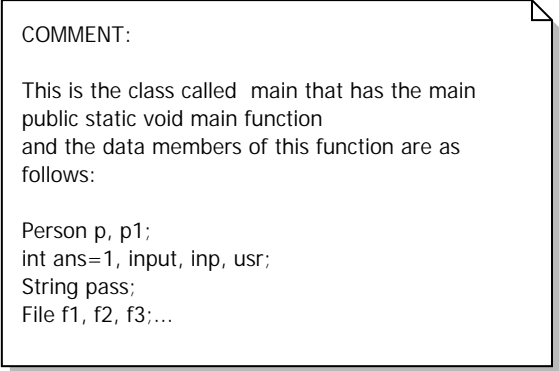 COMMENT:
This is the class called  main that has the main
public static void main function
and the data members of this function are as
follows:
Person p, p1;
int ans=1, input, inp, usr;
String pass;
File f1, f2, f3;...